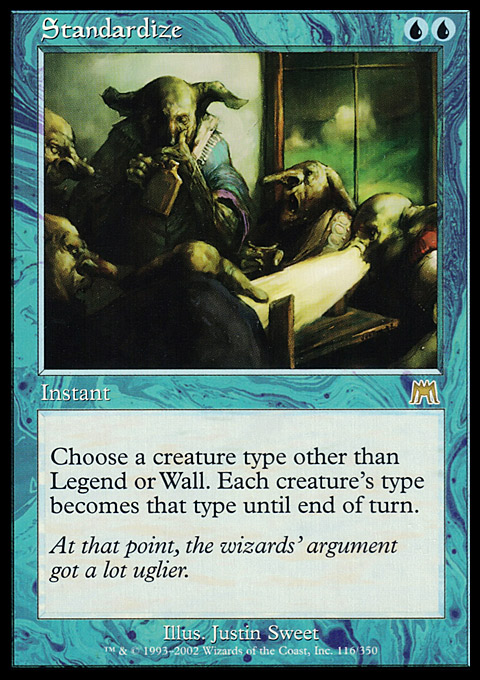 Standardize
Instant
Choose a creature type other than
Legend or Wall. Each creature's type
becomes that type until end of turn.
At that point, the wizards' argument
got a lot uglier.
Illus. Justin Sweet
™ & © 1993–2002 Wizards of the Coast, Inc. 116/350